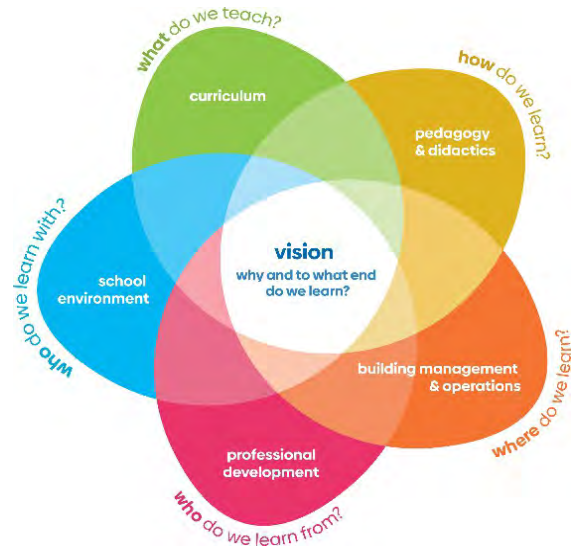 what do we teach?
curriculum
how do we learn?
pedagogy
& didactics
who do we learn with?
school
environment
vision
why and to what end
do we learn?
building management
& operations
where do we learn?
professional
development
who do we learn from?